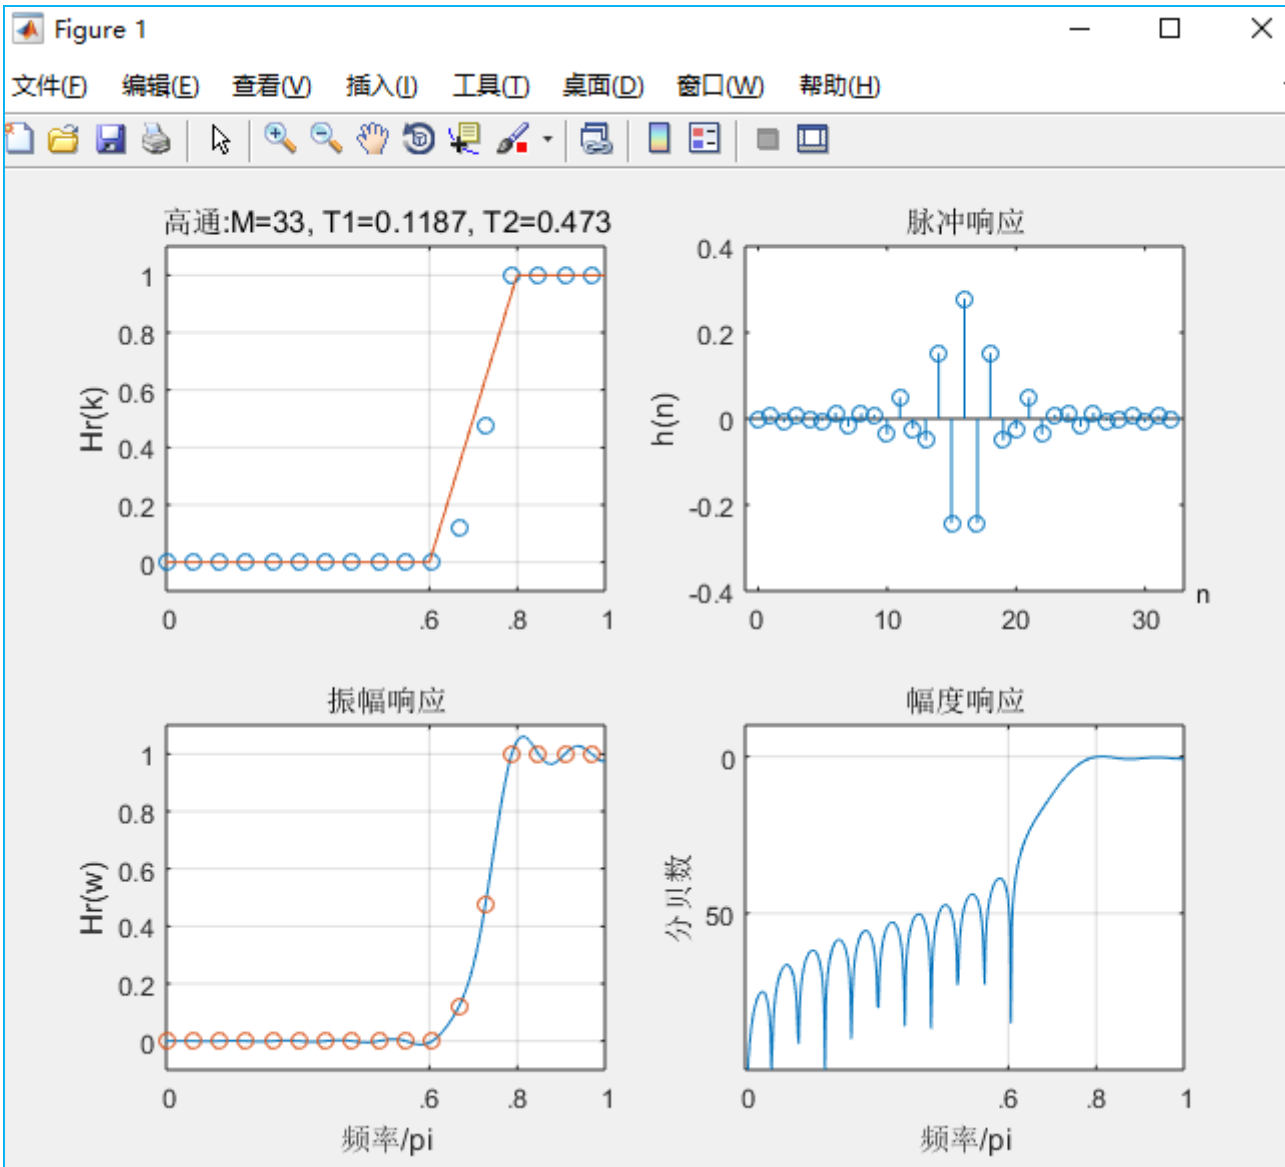 Figure 1
文件(F) 编辑(E) 查看(V) 插入(I) 工具(T) 桌面(D) 窗口(W) 帮助(H)
高通:M=33, T1=0.1187, T2=0.473
Hr(k)
1
0.8
0.6
0.4
0.2
0
0 .6 .8 1
脉冲响应
h(n)
0.4
0.2
0
-0.2
-0.4
0 10 20 30
n
振幅响应
Hr(w)
1
0.8
0.6
0.4
0.2
0
0 .6 .8 1
频率/pi
幅度响应
分贝数
0
50
0 .6 .8 1
频率/pi